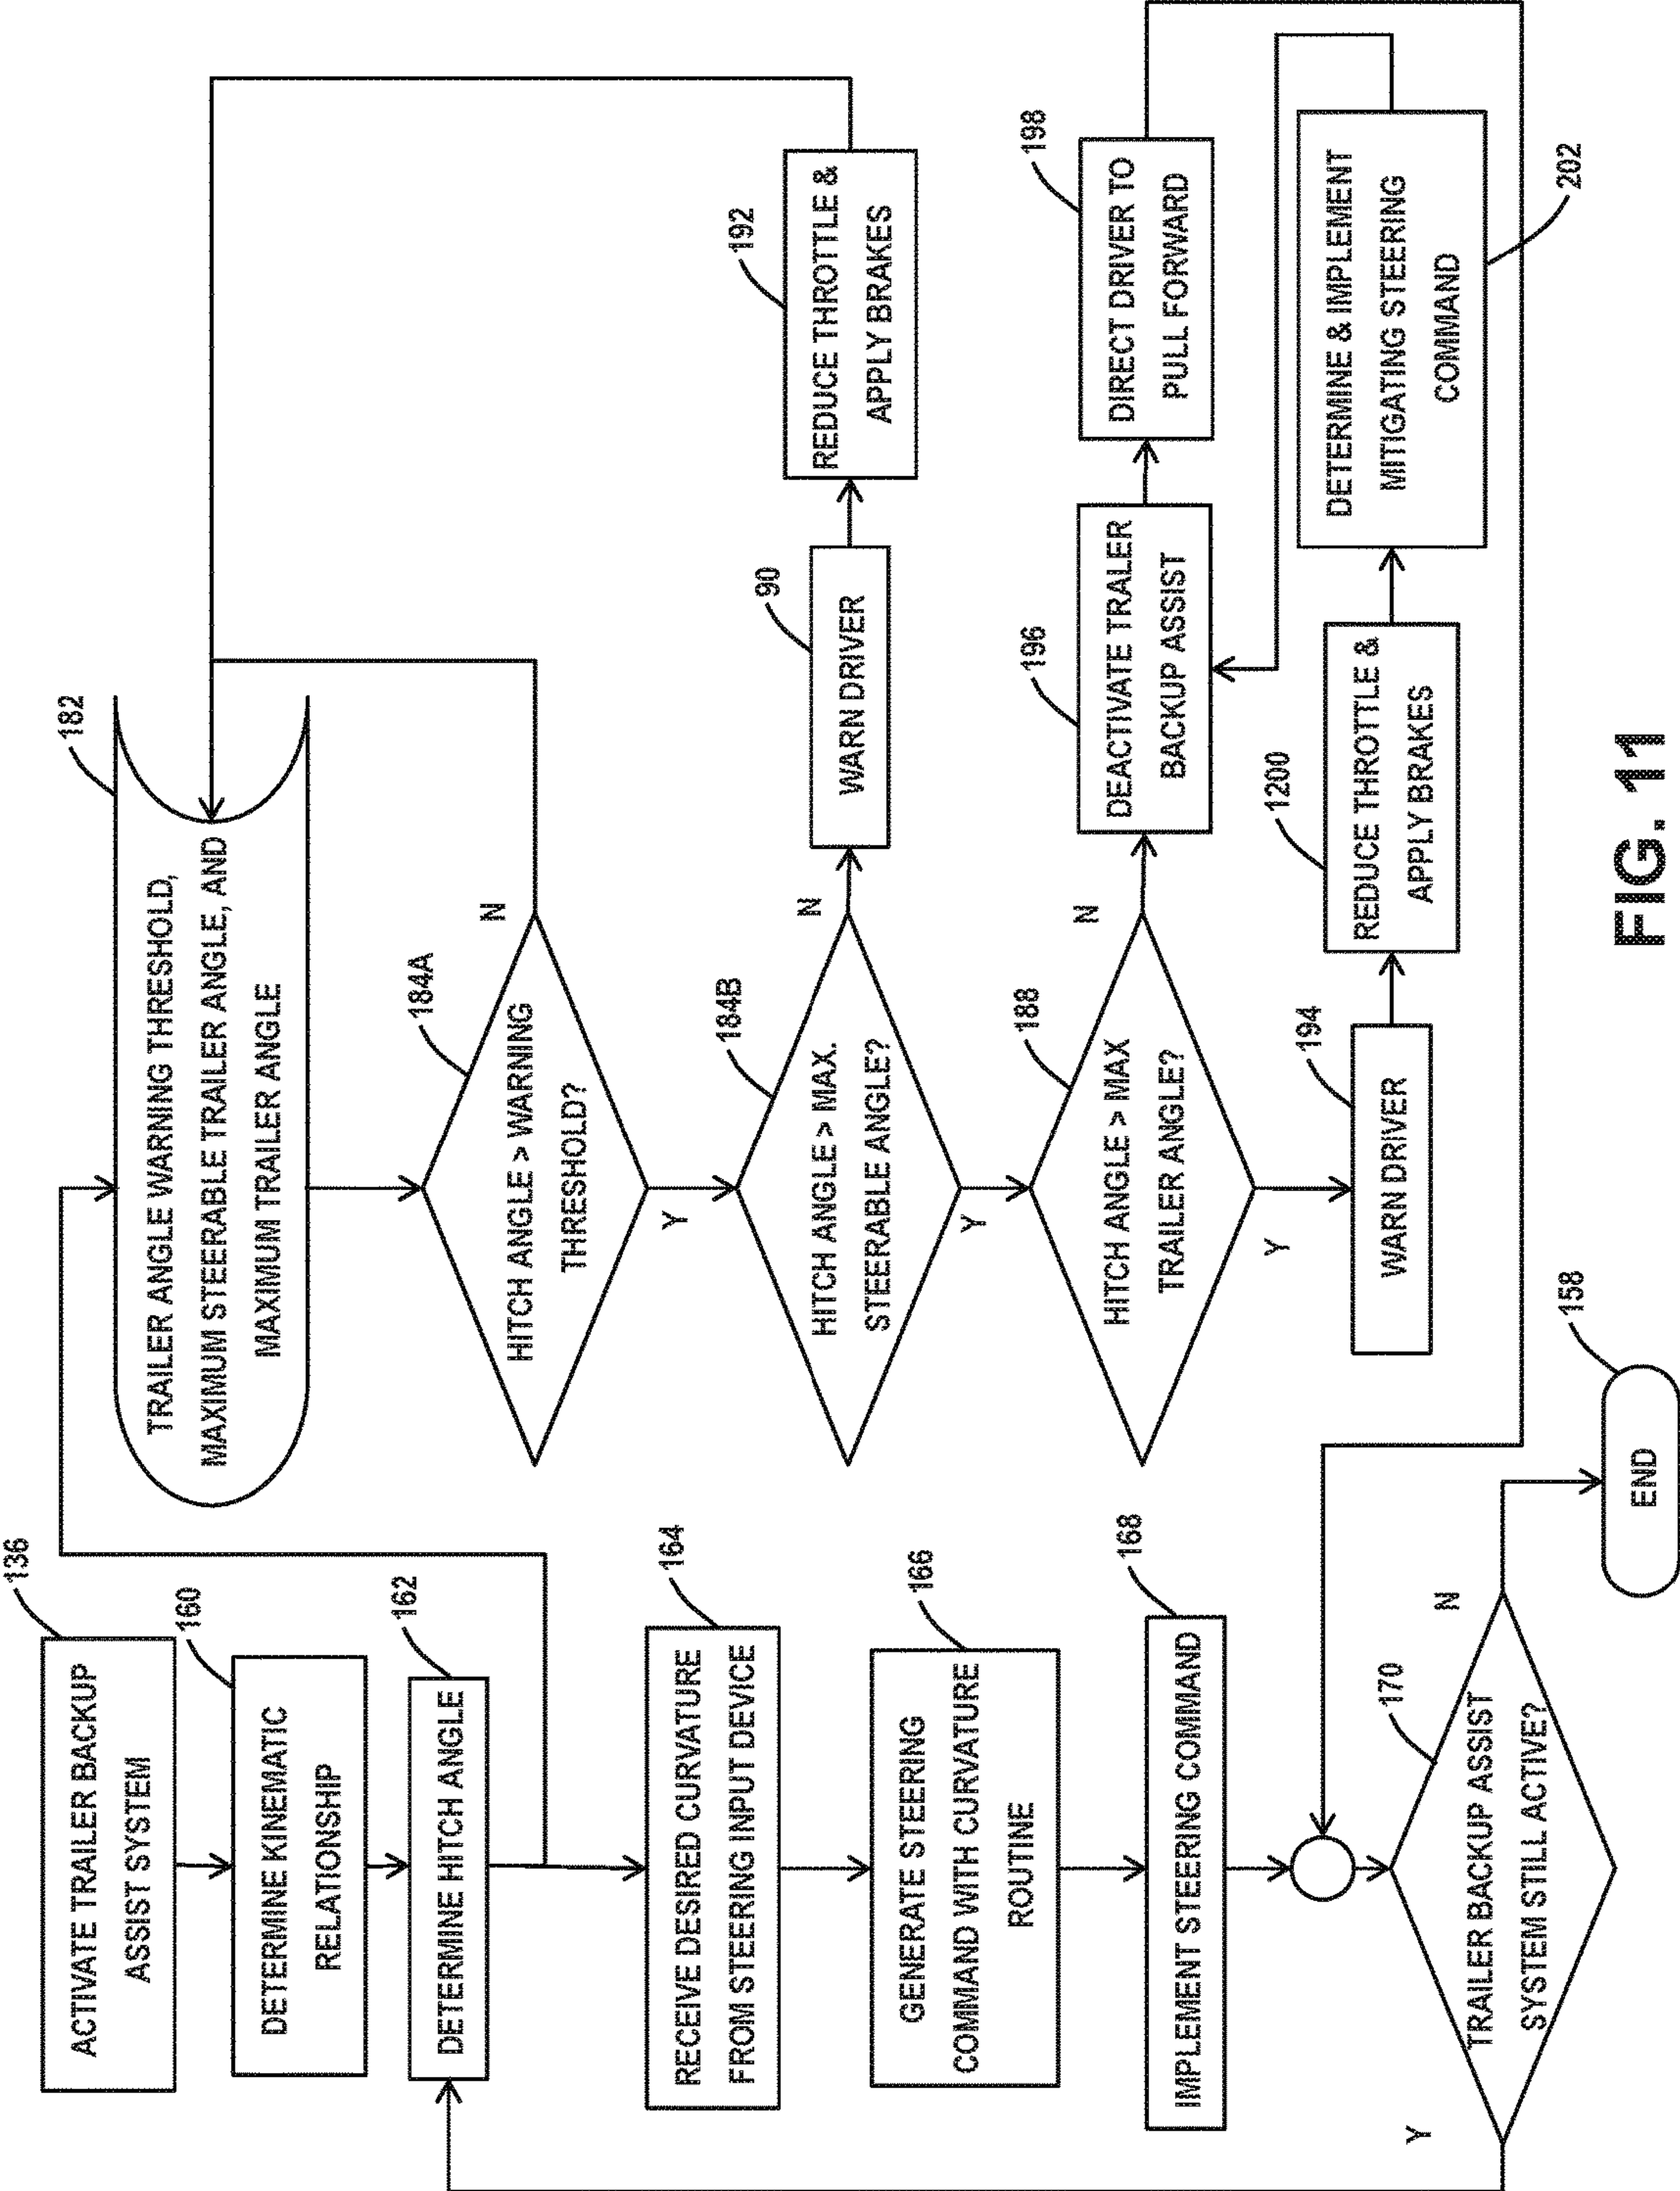 136
ACTIVATE TRAILER BACKUP
ASSIST SYSTEM
160
DETERMINE KINEMATIC
RELATIONSHIP
162
DETERMINE HITCH ANGLE
164
RECEIVE DESIRED CURVATURE
FROM STEERING INPUT DEVICE
166
GENERATE STEERING
COMMAND WITH CURVATURE
ROUTINE
168
IMPLEMENT STEERING COMMAND
170
TRAILER BACKUP ASSIST
SYSTEM STILL ACTIVE?
Y
N
158
END
182
TRAILER ANGLE WARNING THRESHOLD,
MAXIMUM STEERABLE TRAILER ANGLE, AND
MAXIMUM TRAILER ANGLE
184A
HITCH ANGLE > WARNING
THRESHOLD?
N
Y
184B
HITCH ANGLE > MAX.
STEERABLE ANGLE?
N
Y
90
WARN DRIVER
192
REDUCE THROTTLE &
APPLY BRAKES
188
HITCH ANGLE > MAX
TRAILER ANGLE?
N
Y
196
DEACTIVATE TRALER
BACKUP ASSIST
198
DIRECT DRIVER TO
PULL FORWARD
194
WARN DRIVER
1200
REDUCE THROTTLE &
APPLY BRAKES
DETERMINE & IMPLEMENT
MITIGATING STEERING
COMMAND
202
FIG. 11